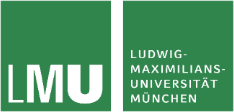 LMU
LUDWIG-
MAXIMILIANS-
UNIVERSITÄT
MÜNCHEN